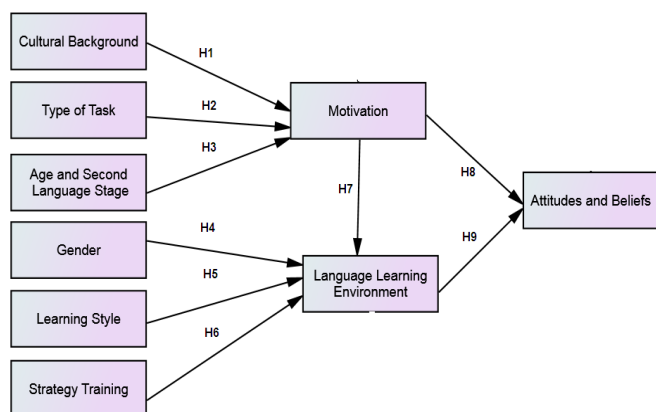 Cultural Background
H1
Type of Task
H2
Motivation
H3
Age and Second
Language Stage
H7
H8
Attitudes and Beliefs
Gender
H4
H9
Language Learning
Environment
H5
Learning Style
H6
Strategy Training